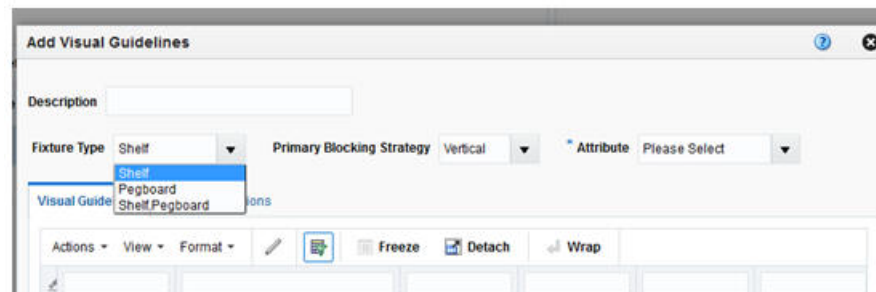 Add Visual Guidelines
Description
Fixture Type Shelf Primary Blocking Strategy Vertical * Attribute Please Select
Shelf
Pegboard
Shelf,Pegboard
Visual Guide ions
Actions View Format Freeze Detach Wrap